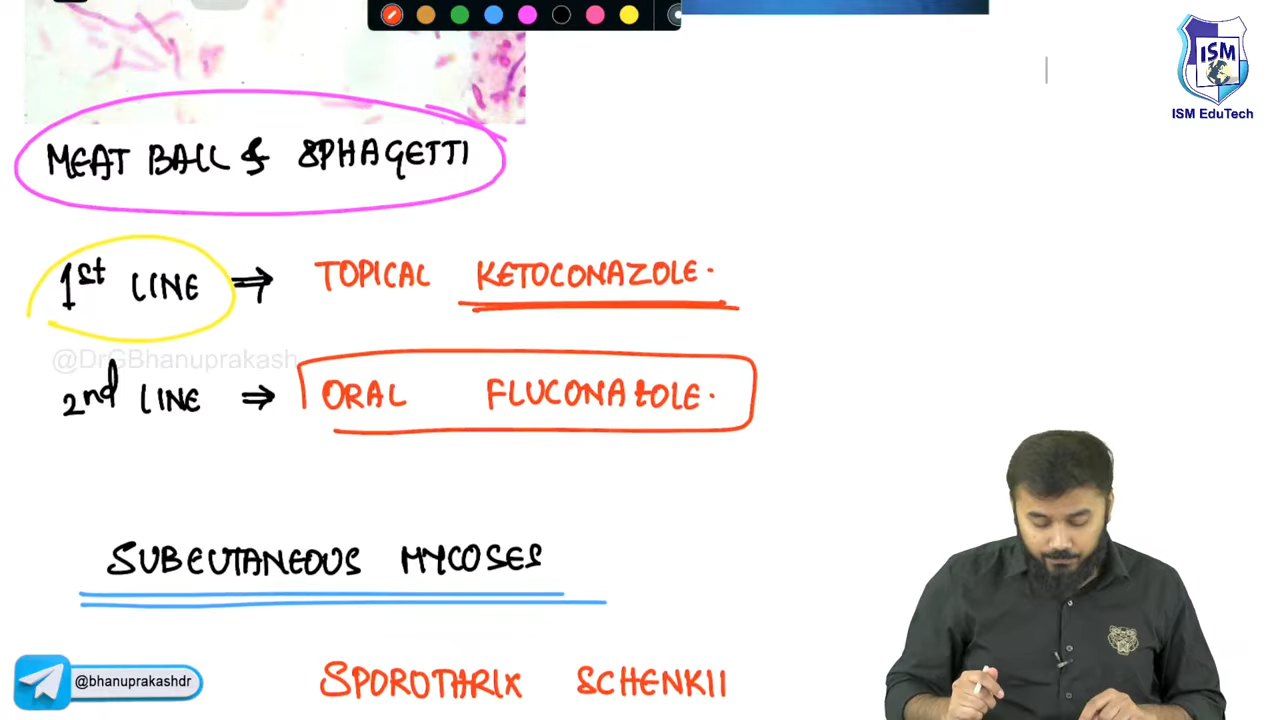 ISM
ISM EduTech
MEAT BALL & SPHAGETTI
1st LINE ⇒ TOPICAL KETOCONAZOLE.
@DrGBhanuprakash
2nd LINE ⇒ ORAL FLUCONAZOLE.
SUBCUTANEOUS MYCOSES
@bhanuprakashdr
SPOROTHRIX SCHENKII